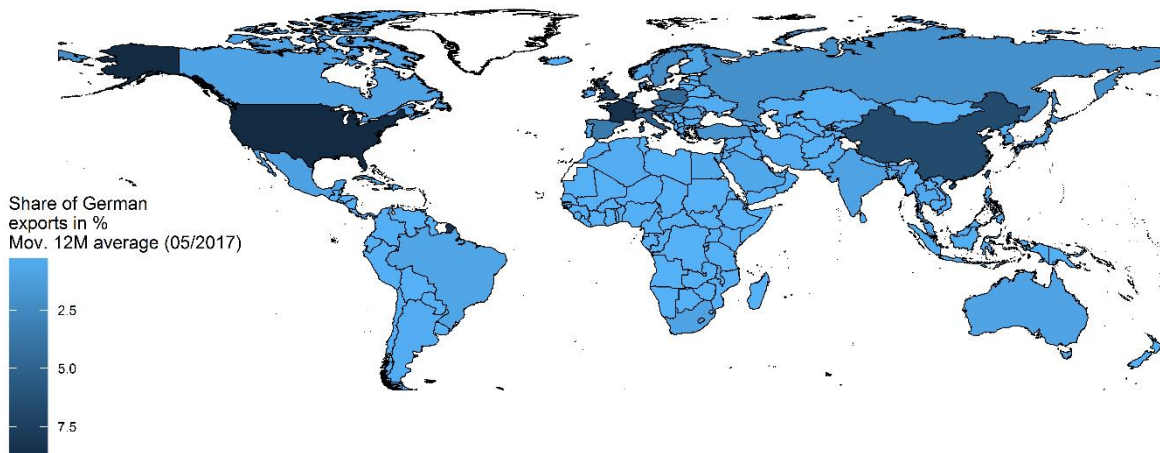 Share of German
exports in %
Mov. 12M average (05/2017)
2.5
5.0
7.5